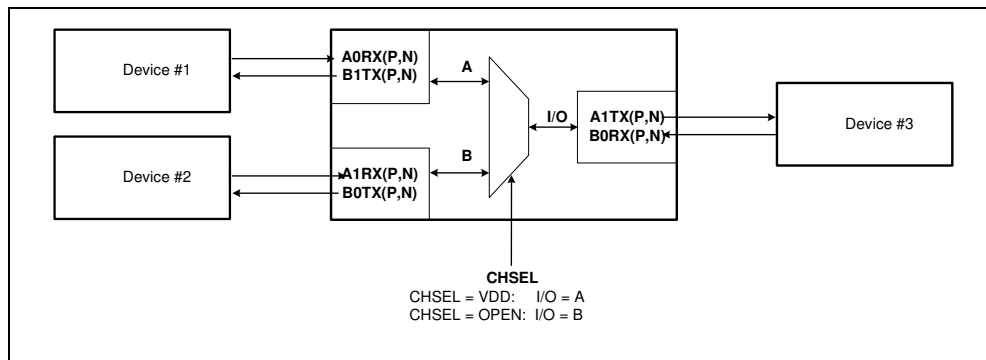 Device #1
A0RX(P,N)
B1TX(P,N)
A
I/O
A1TX(P,N)
B0RX(P,N)
Device #3
Device #2
A1RX(P,N)
B0TX(P,N)
B
CHSEL
CHSEL = VDD: I/O = A
CHSEL = OPEN: I/O = B